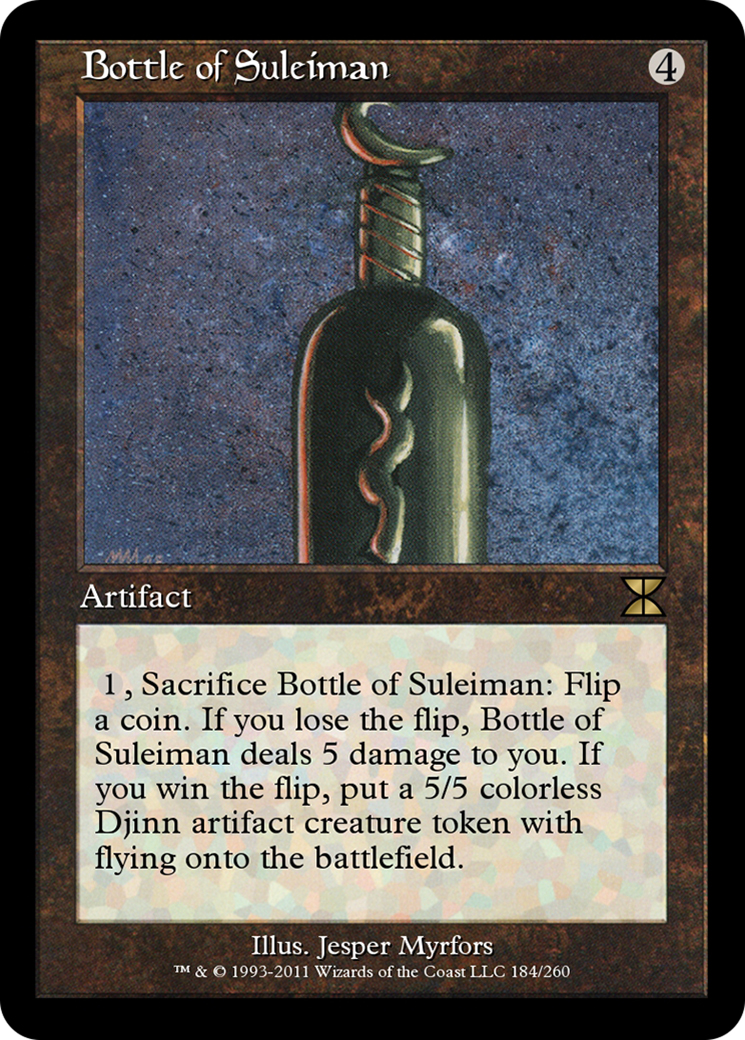 Bottle of Suleiman 4
Artifact
1, Sacrifice Bottle of Suleiman: Flip
a coin. If you lose the flip, Bottle of
Suleiman deals 5 damage to you. If
you win the flip, put a 5/5 colorless
Djinn artifact creature token with
flying onto the battlefield.
Illus. Jesper Myrfors
™ & © 1993-2011 Wizards of the Coast LLC 184/260